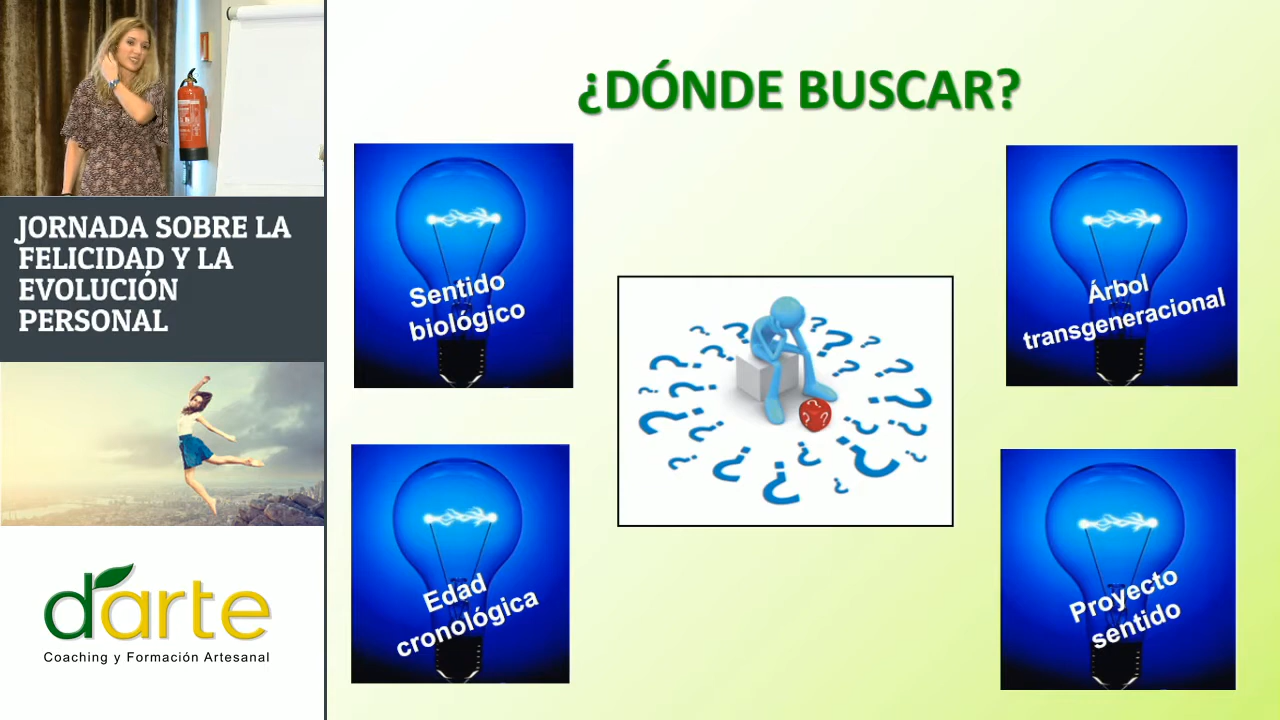 JORNADA SOBRE LA
FELICIDAD Y LA
EVOLUCIÓN
PERSONAL
d'arte
Coaching y Formación Artesanal
¿DÓNDE BUSCAR?
Sentido
biológico
Árbol
transgeneracional
Edad
cronológica
Proyecto
sentido